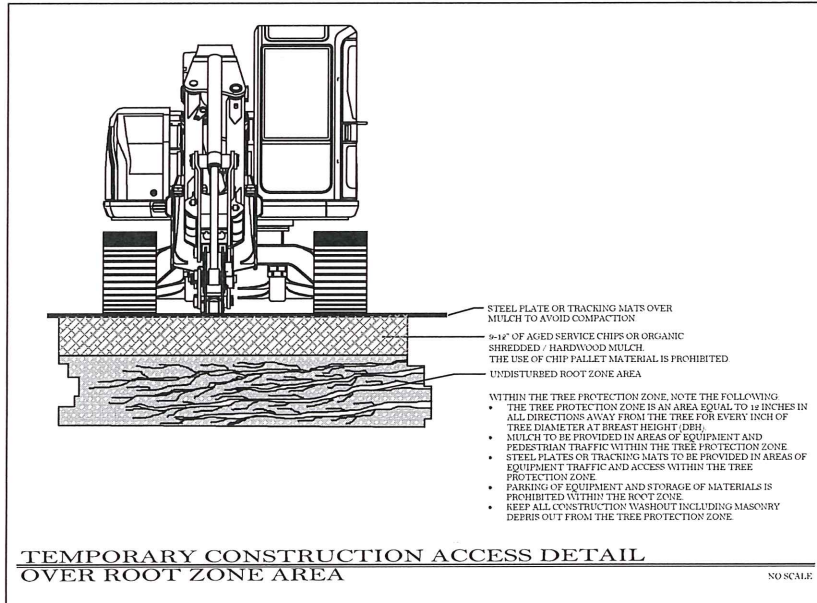 STEEL PLATE OR TRACKING MATS OVER
MULCH TO AVOID COMPACTION
9-12" OF AGED SERVICE CHIPS OR ORGANIC
SHREDDED / HARDWOOD MULCH.
THE USE OF CHIP PALLET MATERIAL IS PROHIBITED
UNDISTURBED ROOT ZONE AREA
WITHIN THE TREE PROTECTION ZONE, NOTE THE FOLLOWING
• THE TREE PROTECTION ZONE IS AN AREA EQUAL TO 12 INCHES IN
ALL DIRECTIONS AWAY FROM THE TREE FOR EVERY INCH OF
TREE DIAMETER AT BREAST HEIGHT (DBH).
• MULCH TO BE PROVIDED IN AREAS OF EQUIPMENT AND
PEDESTRIAN TRAFFIC WITHIN THE TREE PROTECTION ZONE
• STEEL PLATES OR TRACKING MATS TO BE PROVIDED IN AREAS OF
EQUIPMENT TRAFFIC AND ACCESS WITHIN THE TREE
PROTECTION ZONE
• PARKING OF EQUIPMENT AND STORAGE OF MATERIALS IS
PROHIBITED WITHIN THE ROOT ZONE.
• KEEP ALL CONSTRUCTION WASHOUT INCLUDING MASONRY
DEBRIS OUT FROM THE TREE PROTECTION ZONE.
TEMPORARY CONSTRUCTION ACCESS DETAIL
OVER ROOT ZONE AREA
NO SCALE